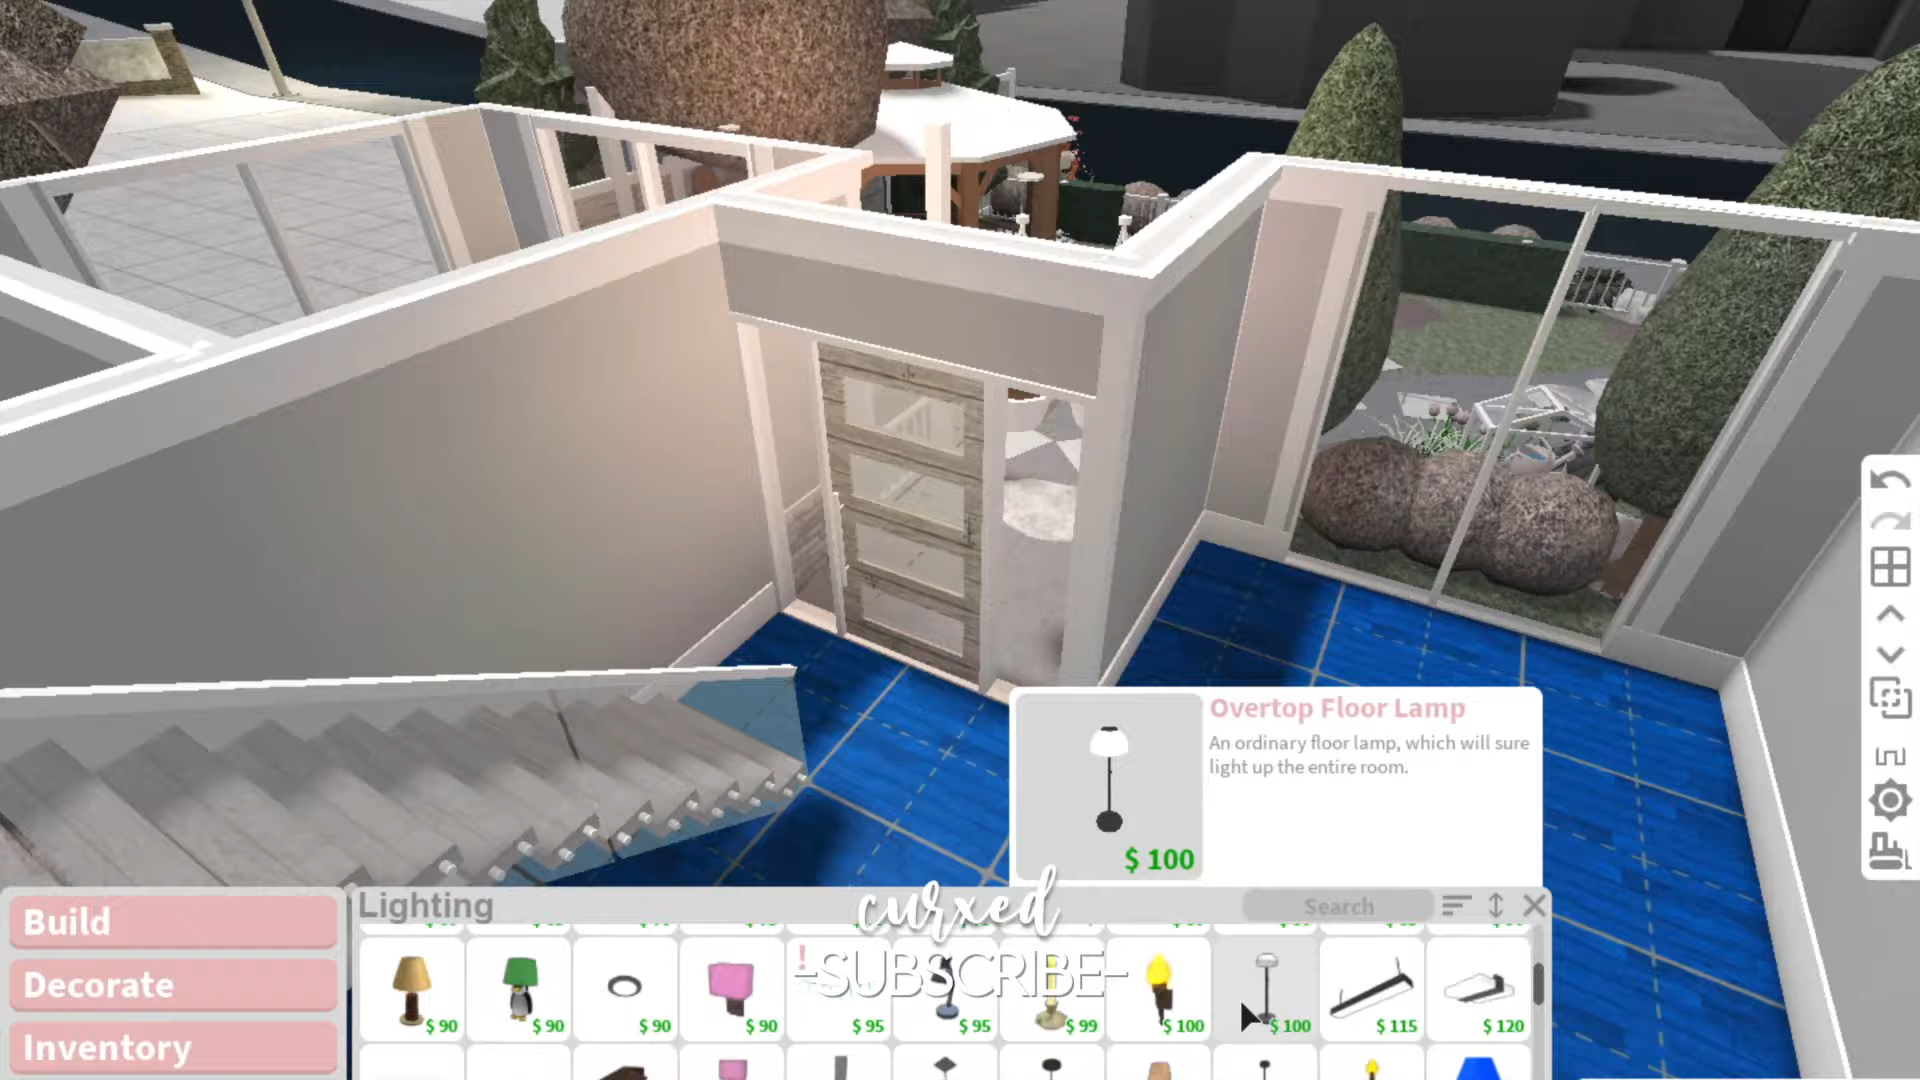 Overtop Floor Lamp
An ordinary floor lamp, which will sure
light up the entire room.
$ 100
Build
Decorate
Inventory
Lighting
Search
curxed
-SUBSCRIBE-
$ 90
$ 90
$ 90
$ 90
$ 95
$ 95
$ 99
$ 100
$ 100
$ 115
$ 120